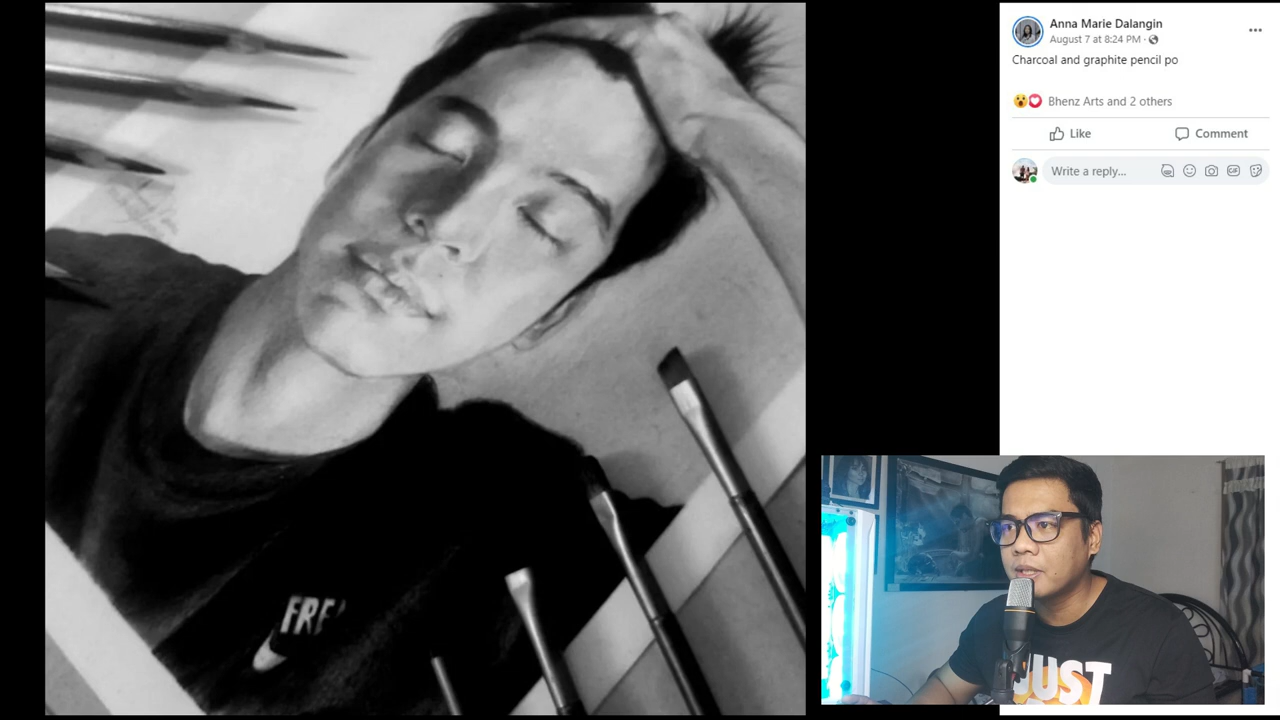 Anna Marie Dalangin
August 7 at 8:24 PM ·
Charcoal and graphite pencil po
Bhenz Arts and 2 others
Like
Comment
Write a reply...
GIF
FRE
JUST